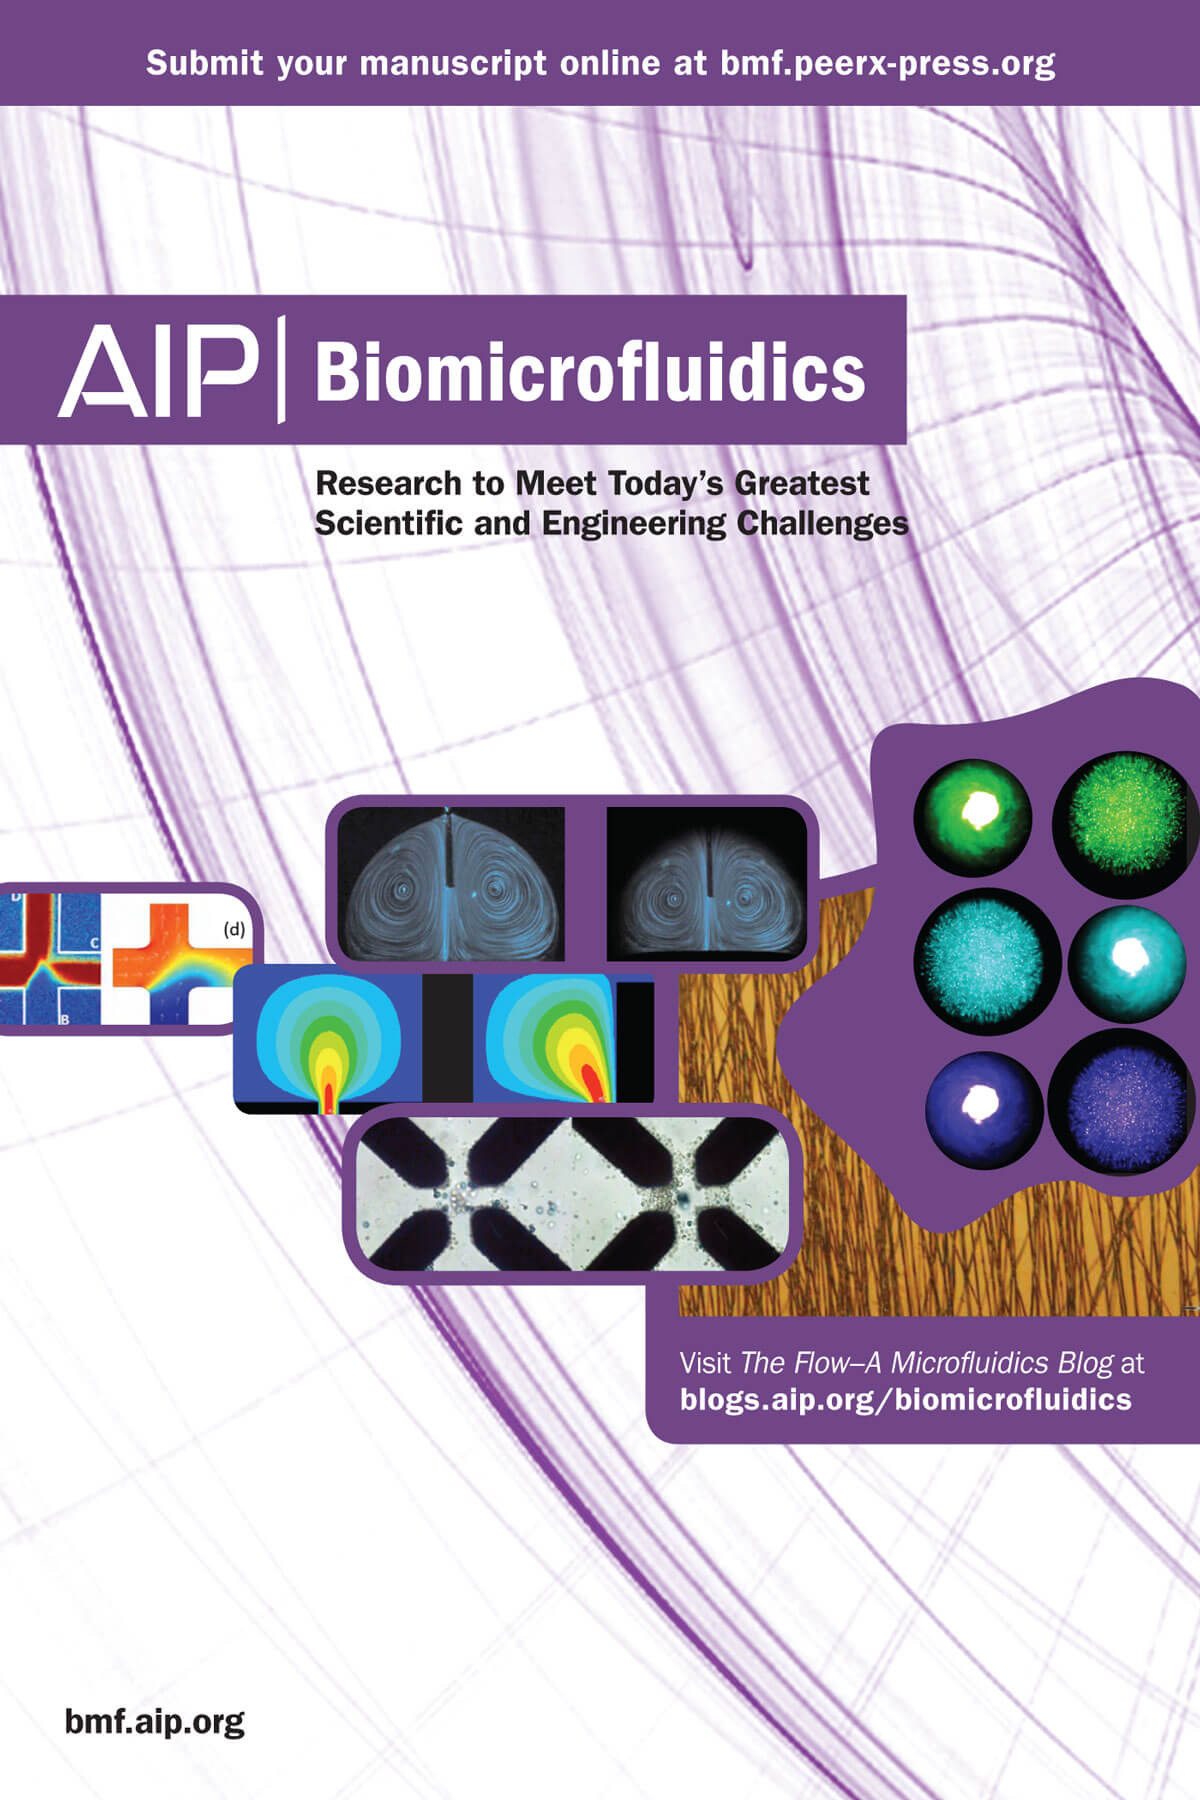 Submit your manuscript online at bmf.peerx-press.org
AIP | Biomicrofluidics
Research to Meet Today’s Greatest
Scientific and Engineering Challenges
D
C
(d)
B
Visit The Flow–A Microfluidics Blog at
blogs.aip.org/biomicrofluidics
bmf.aip.org